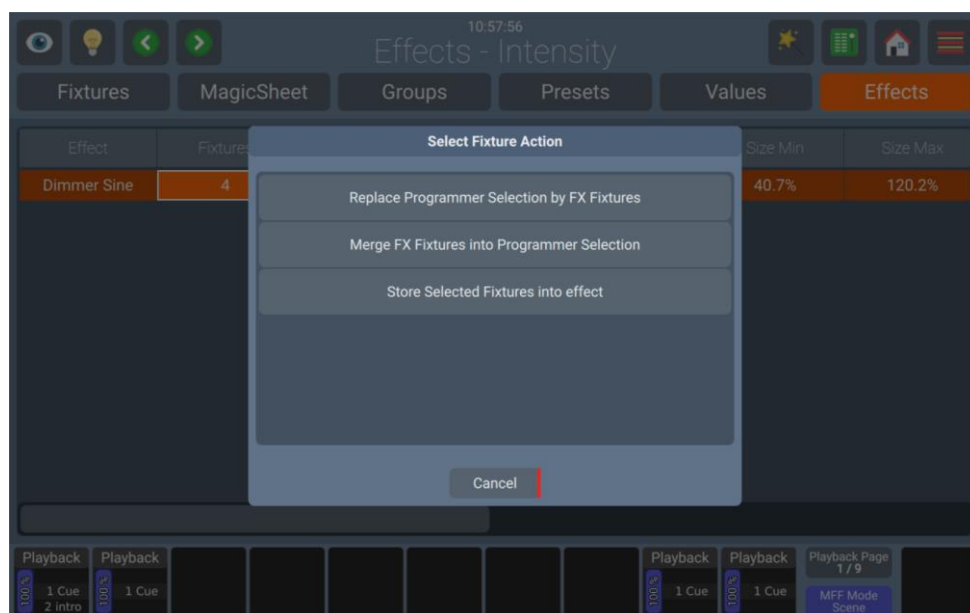 10:57:56
Effects - Intensity
Fixtures MagicSheet Groups Presets Values Effects
Effect Fixtures Size Min Size Max
Dimmer Sine 4 40.7% 120.2%
Select Fixture Action
Replace Programmer Selection by FX Fixtures
Merge FX Fixtures into Programmer Selection
Store Selected Fixtures into effect
Cancel
Playback Playback Playback Playback Playback Page
1 / 9
100 % 1 Cue 100 % 1 Cue 100 % 1 Cue 100 % 1 Cue MFF Mode
2 intro Scene